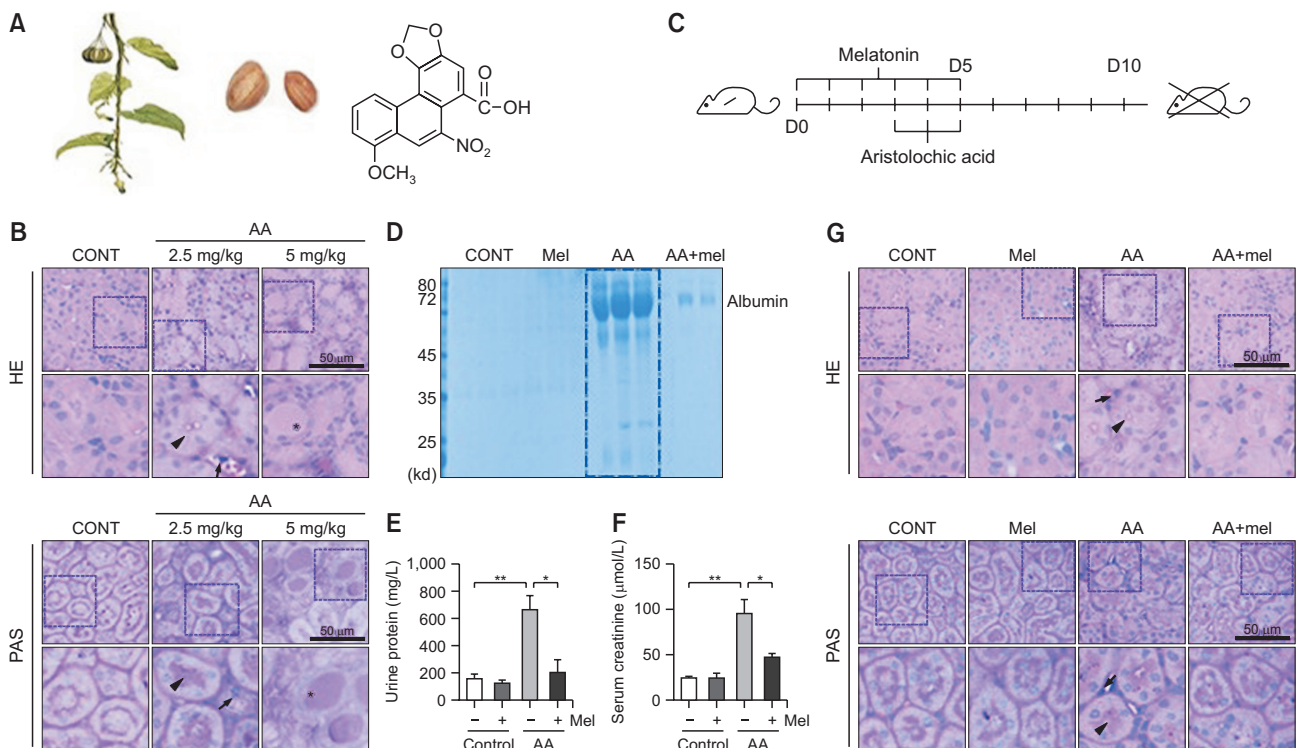 A
O
O
O
C
OH
NO2
OCH3
C
Melatonin
D5
D10
D0
Aristolochic acid
B
AA
CONT
2.5 mg/kg
5 mg/kg
HE
50 μm
*
AA
CONT
2.5 mg/kg
5 mg/kg
PAS
50 μm
*
D
CONT
Mel
AA
AA+mel
80
72
45
35
25
(kd)
Albumin
E
Urine protein (mg/L)
1,000
800
600
400
200
0
**
*
− + − + Mel
Control AA
F
Serum creatinine (μmol/L)
150
100
50
0
**
*
− + − + Mel
Control AA
G
CONT
Mel
AA
AA+mel
HE
50 μm
CONT
Mel
AA
AA+mel
PAS
50 μm